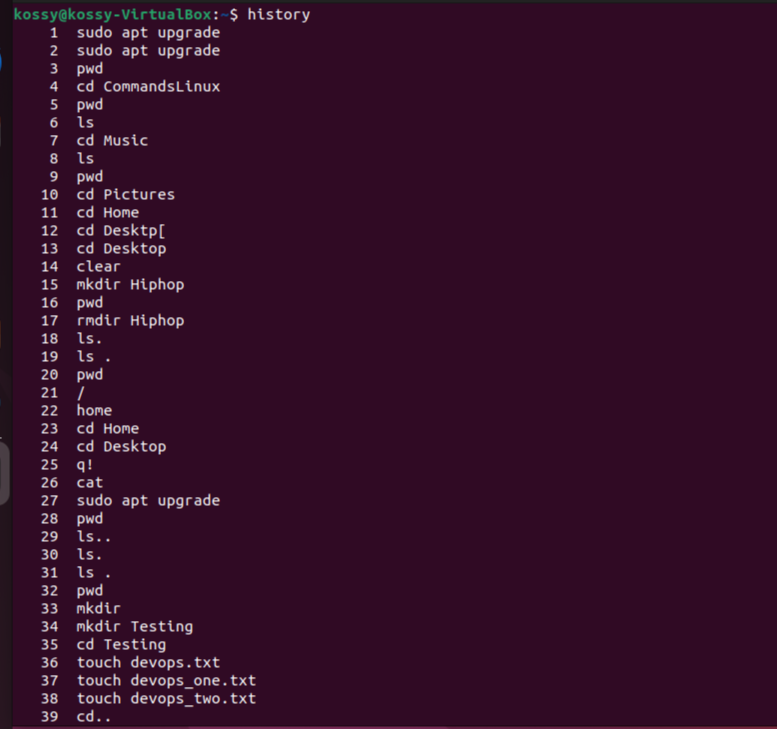 kossy@kossy-VirtualBox:~$ history
1 sudo apt upgrade
2 sudo apt upgrade
3 pwd
4 cd CommandsLinux
5 pwd
6 ls
7 cd Music
8 ls
9 pwd
10 cd Pictures
11 cd Home
12 cd Desktp[
13 cd Desktop
14 clear
15 mkdir Hiphop
16 pwd
17 rmdir Hiphop
18 ls.
19 ls .
20 pwd
21 /
22 home
23 cd Home
24 cd Desktop
25 q!
26 cat
27 sudo apt upgrade
28 pwd
29 ls..
30 ls.
31 ls .
32 pwd
33 mkdir
34 mkdir Testing
35 cd Testing
36 touch devops.txt
37 touch devops_one.txt
38 touch devops_two.txt
39 cd..